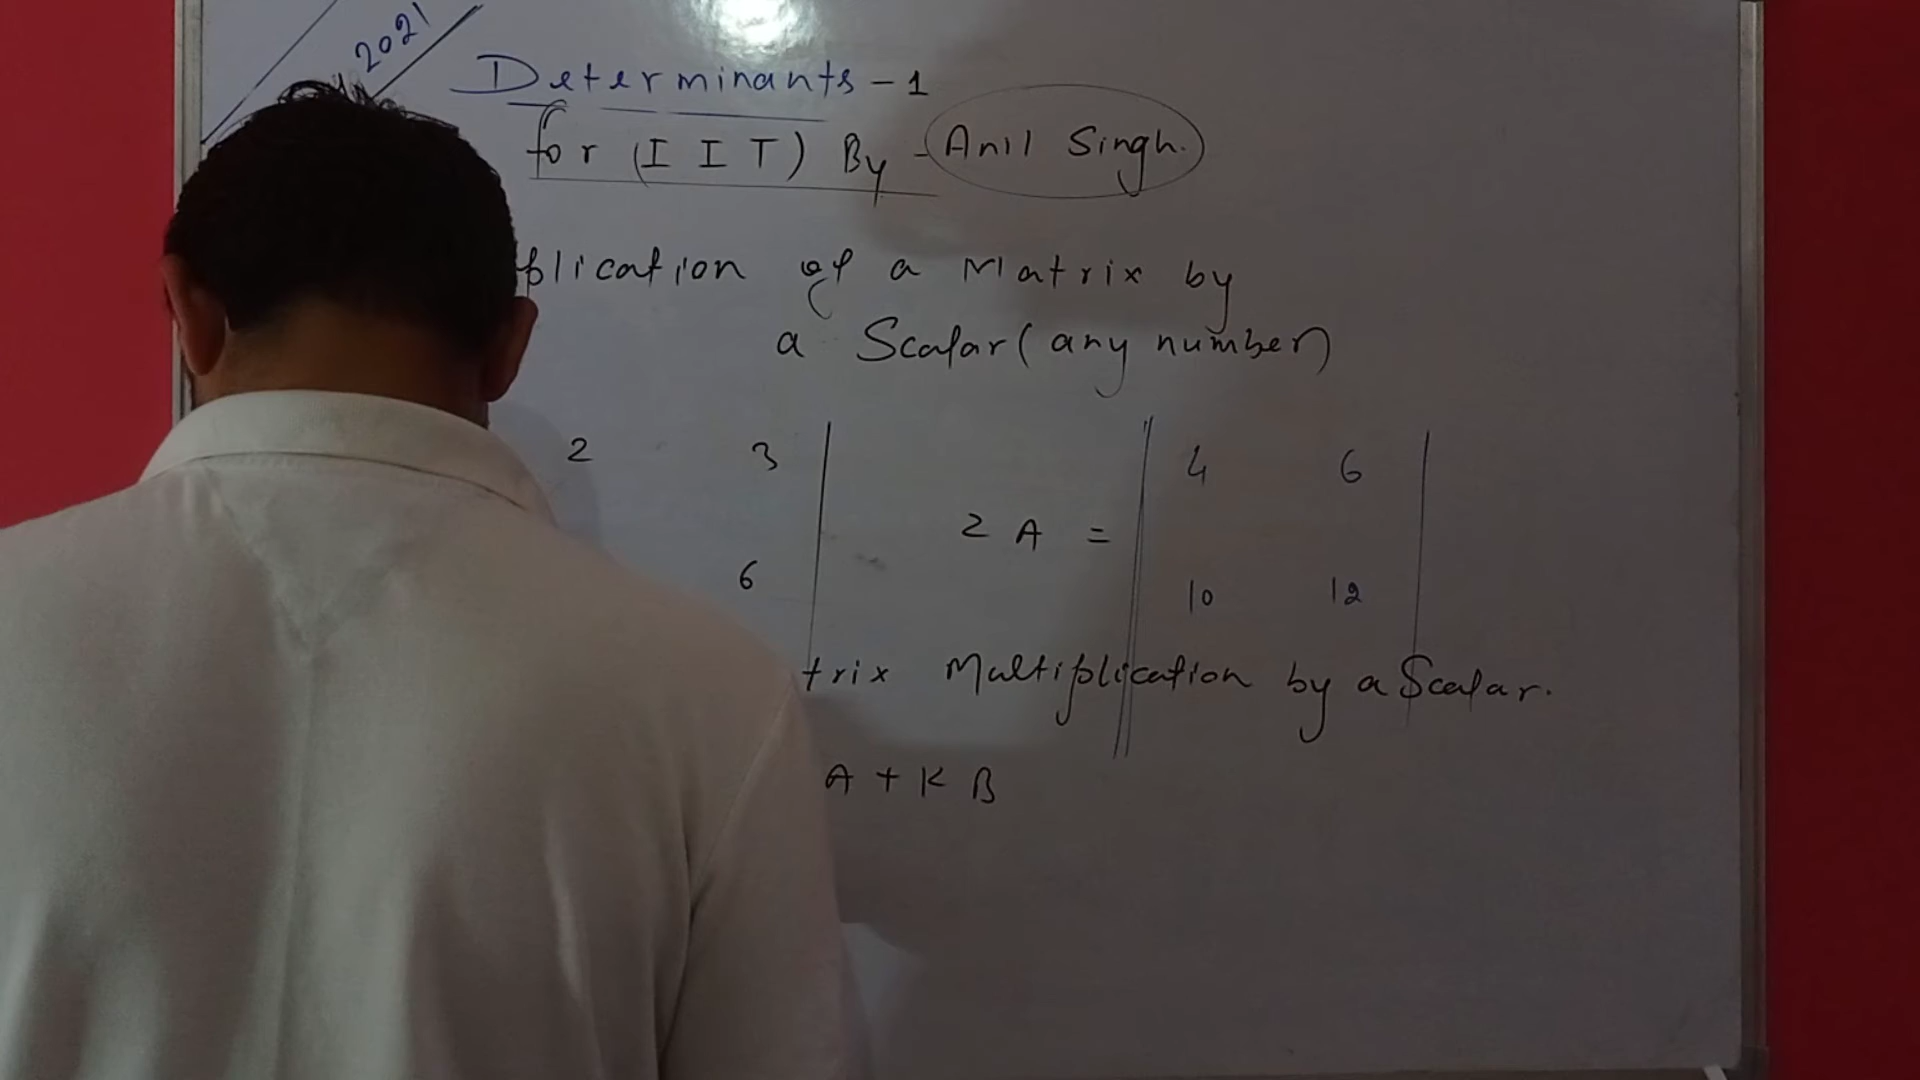 2021
Determinants - 1
for (IIT) By - Anil Singh.
plication of a Matrix by
a Scalar (any number)
2 3 4 6
2 A =
6 10 12
trix Multiplication by a Scalar.
A + K B